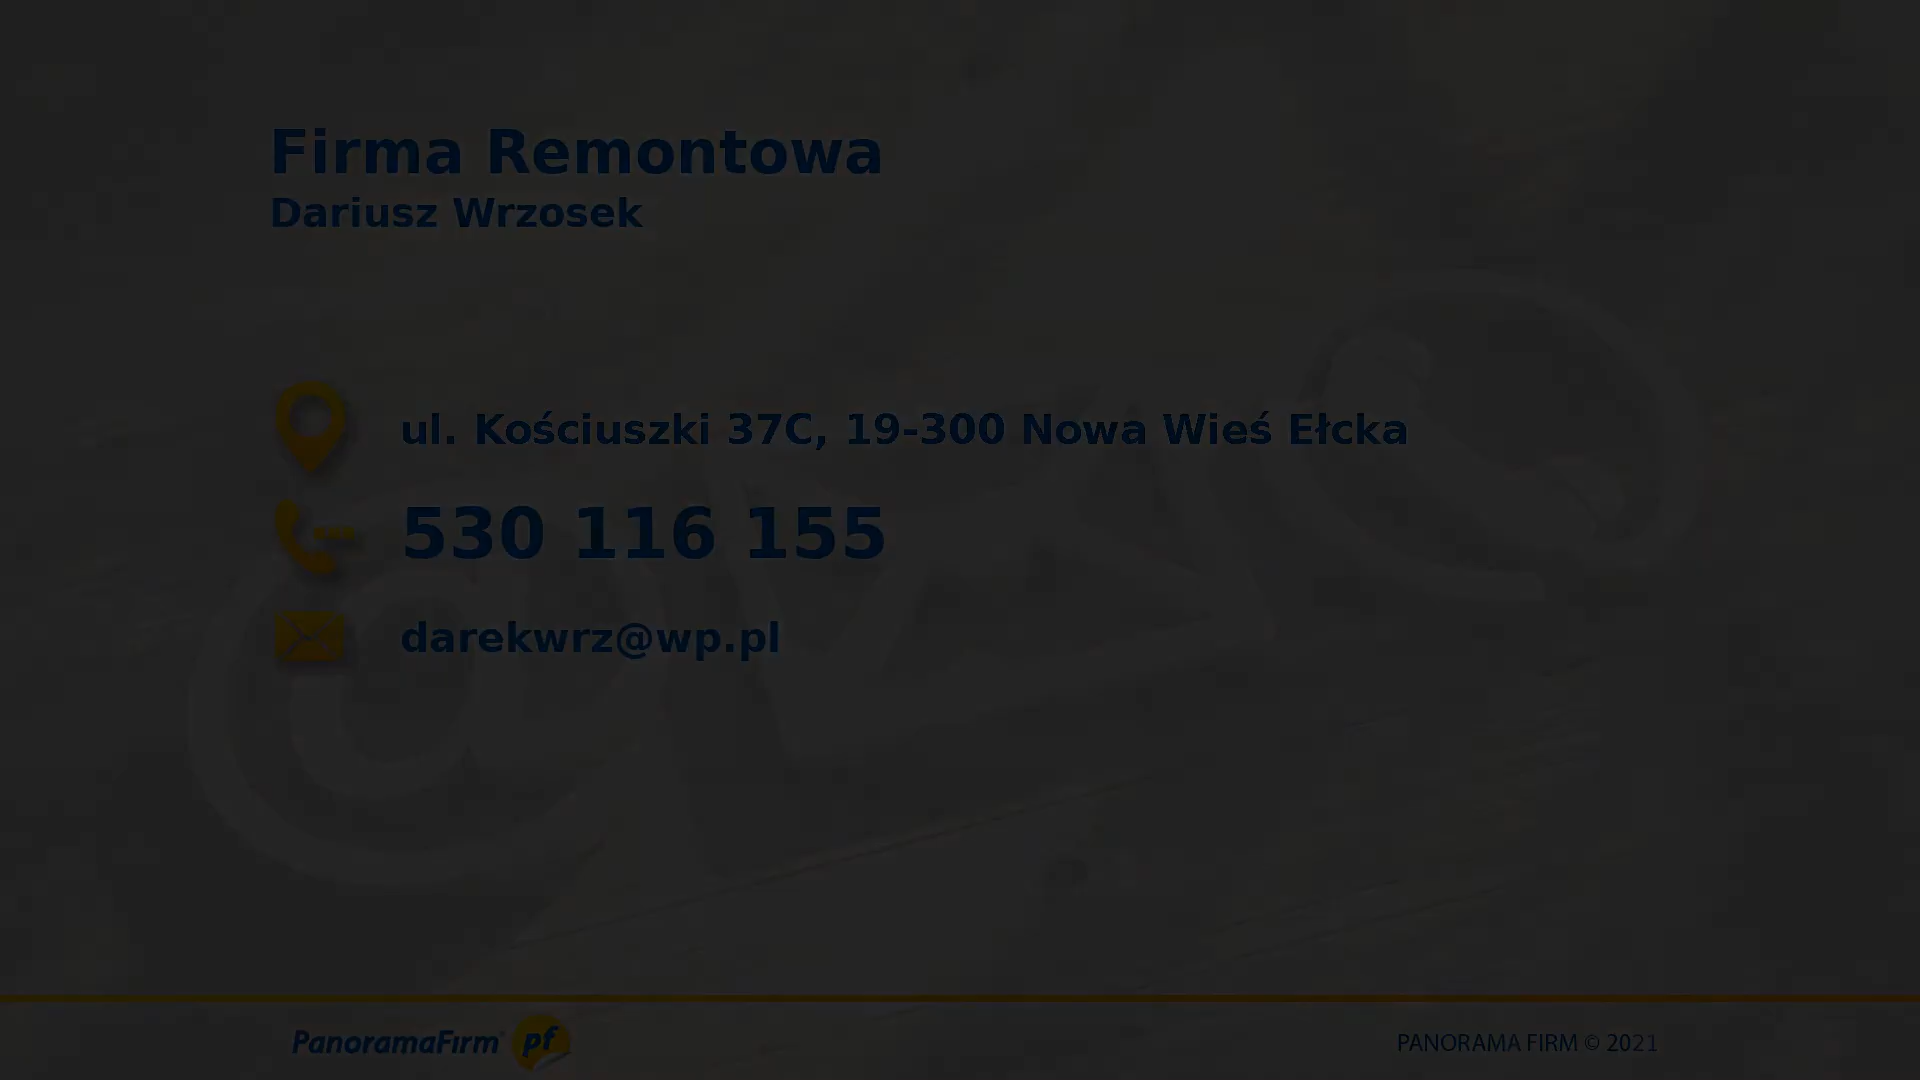 Firma Remontowa
Dariusz Wrzosek
ul. Kościuszki 37C, 19-300 Nowa Wieś Ełcka
530 116 155
darekwrz@wp.pl
PanoramaFirm pf
PANORAMA FIRM © 2021